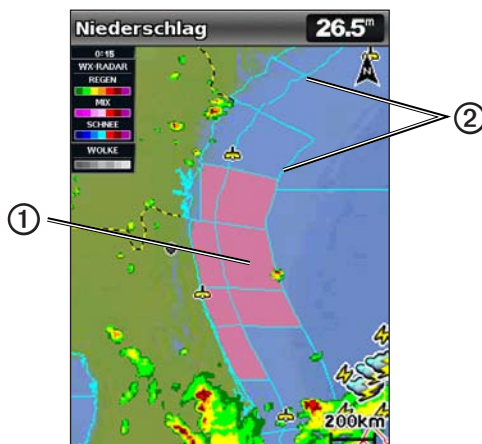 Niederschlag
26.5m
0:15
WX-RADAR
REGEN
MIX
SCHNEE
WOLKE
N
②
①
200km